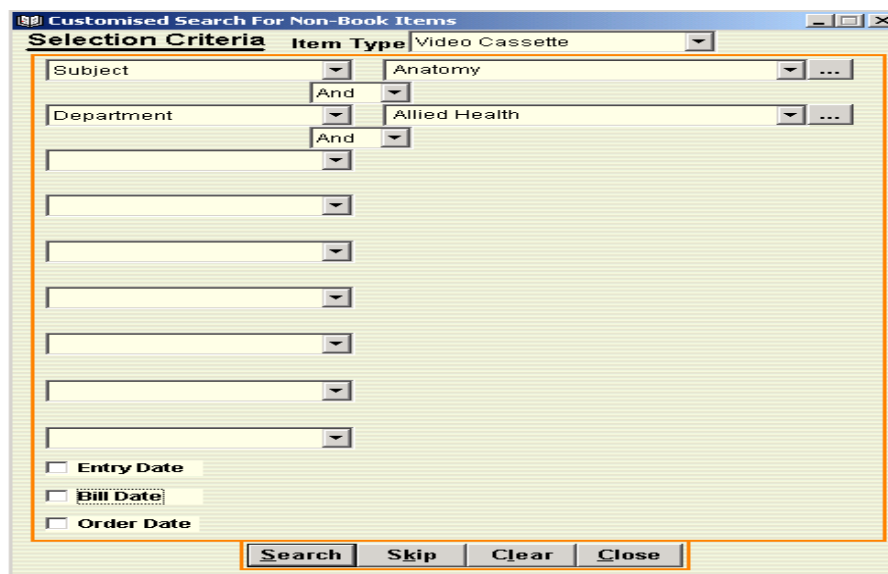 Customised Search For Non-Book Items
Selection Criteria Item Type Video Cassette
Subject Anatomy ...
And
Department Allied Health ...
And
Entry Date
Bill Date
Order Date
Search Skip Clear Close